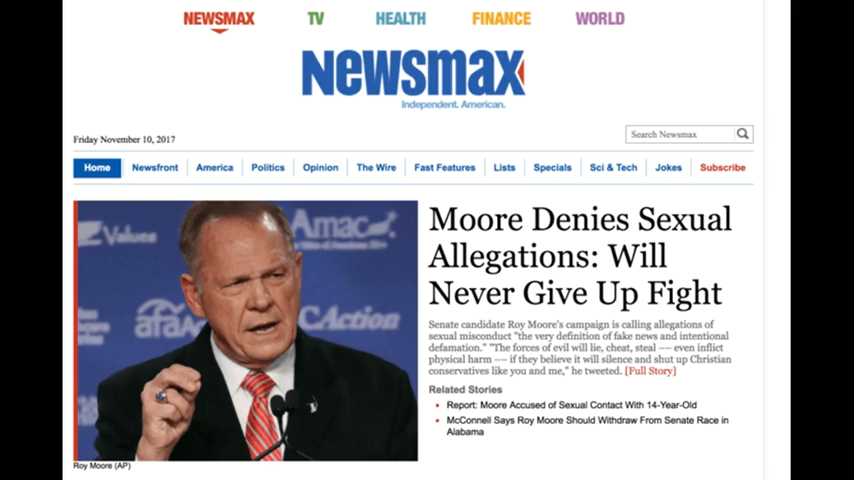 NEWSMAX TV HEALTH FINANCE WORLD
Newsmax
Independent. American.
Friday November 10, 2017
Search Newsmax
Home Newsfront America Politics Opinion The Wire Fast Features Lists Specials Sci & Tech Jokes Subscribe
Values
Amac
afa
CAction
Moore Denies Sexual
Allegations: Will
Never Give Up Fight
Senate candidate Roy Moore's campaign is calling allegations of
sexual misconduct "the very definition of fake news and intentional
defamation." "The forces of evil will lie, cheat, steal –– even inflict
physical harm –– if they believe it will silence and shut up Christian
conservatives like you and me," he tweeted. [Full Story]
Related Stories
Report: Moore Accused of Sexual Contact With 14-Year-Old
McConnell Says Roy Moore Should Withdraw From Senate Race in
Alabama
Roy Moore (AP)